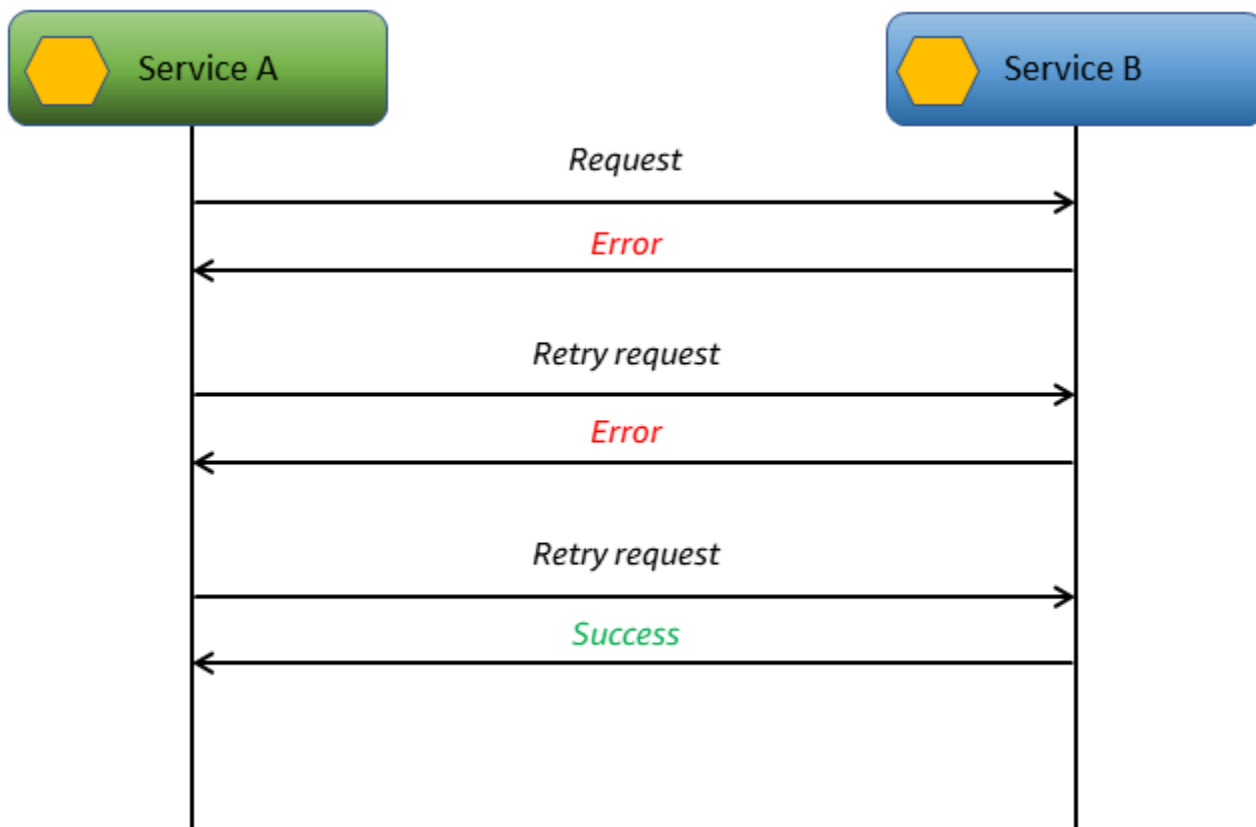 Service A
Service B
Request
Error
Retry request
Error
Retry request
Success